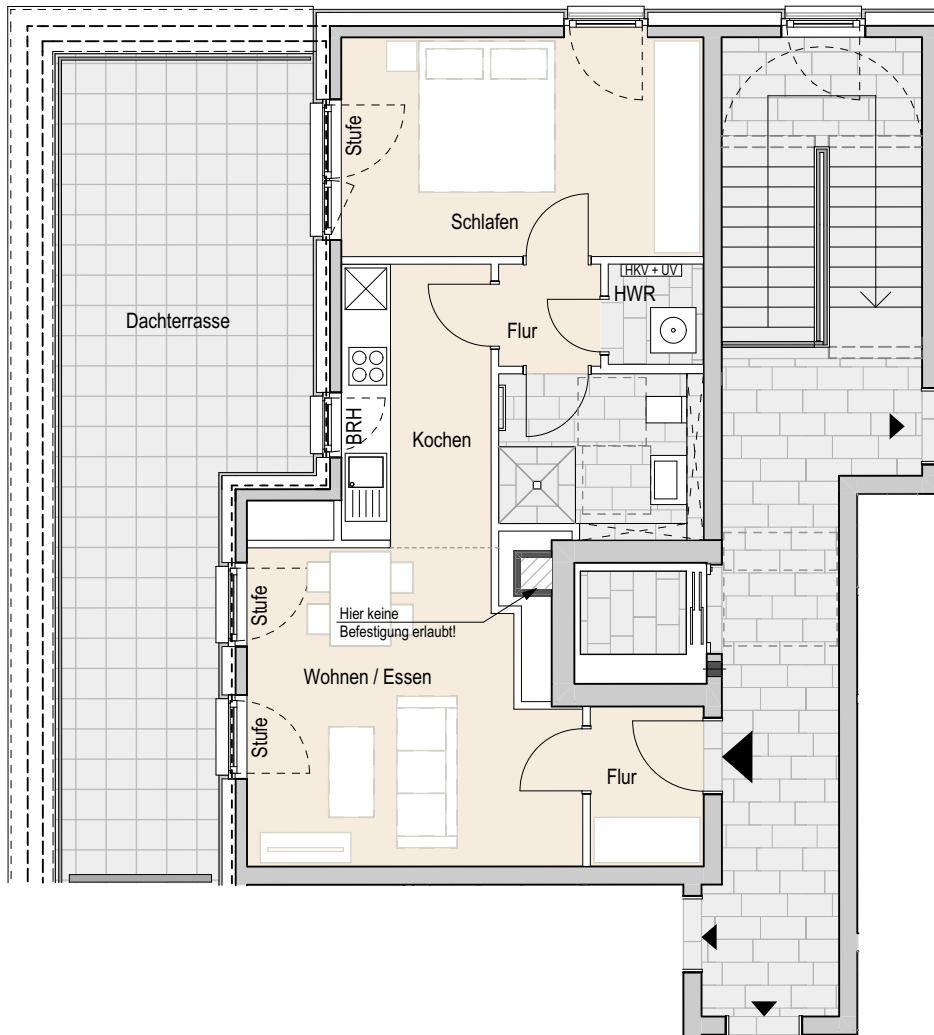 Stufe
Schlafen
HKV + UV
HWR
Dachterrasse
Flur
BRH
Kochen
Stufe
Hier keine
Befestigung erlaubt!
Wohnen / Essen
Stufe
Flur